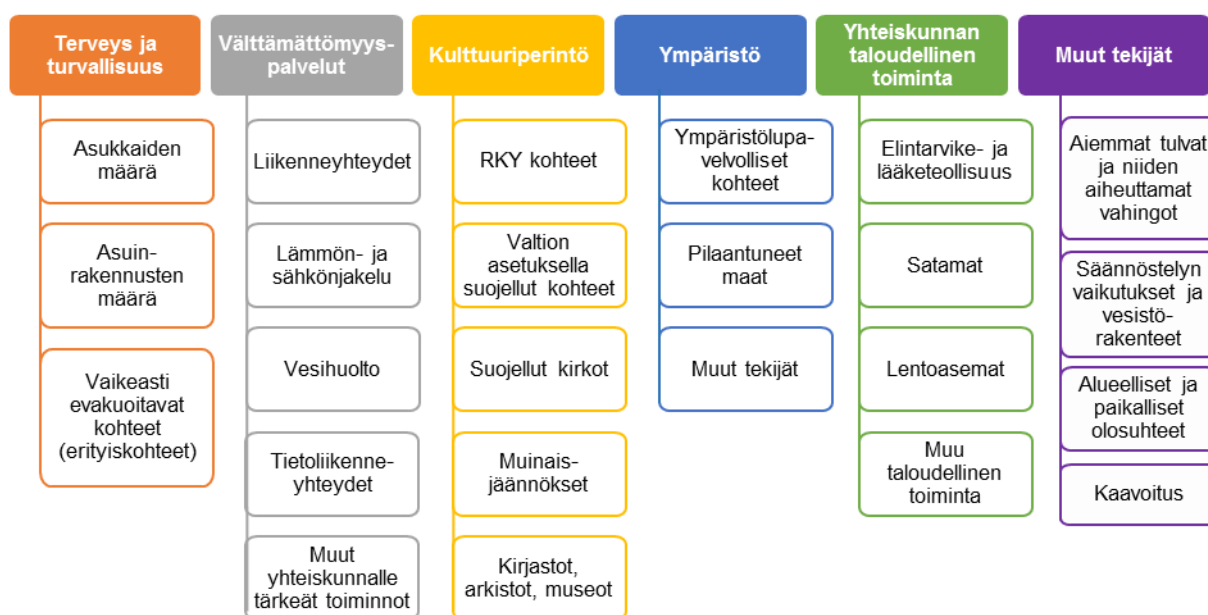 Terveys ja
turvallisuus
Asukkaiden
määrä
Asuin-
rakennusten
määrä
Vaikeasti
evakuoitavat
kohteet
(erityiskohteet)
Välttämättömyys-
palvelut
Liikenneyhteydet
Lämmön- ja
sähkönjakelu
Vesihuolto
Tietoliikenne-
yhteydet
Muut
yhteiskunnalle
tärkeät toiminnot
Kulttuuriperintö
RKY kohteet
Valtion
asetuksella
suojellut kohteet
Suojellut kirkot
Muinais-
jäännökset
Kirjastot,
arkistot, museot
Ympäristö
Ympäristölupa-
velvolliset
kohteet
Pilaantuneet
maat
Muut tekijät
Yhteiskunnan
taloudellinen
toiminta
Elintarvike- ja
lääketeollisuus
Satamat
Lentoasemat
Muu
taloudellinen
toiminta
Muut tekijät
Aiemmat tulvat
ja niiden
aiheuttamat
vahingot
Säännöstelyn
vaikutukset ja
vesistö-
rakenteet
Alueelliset ja
paikalliset
olosuhteet
Kaavoitus